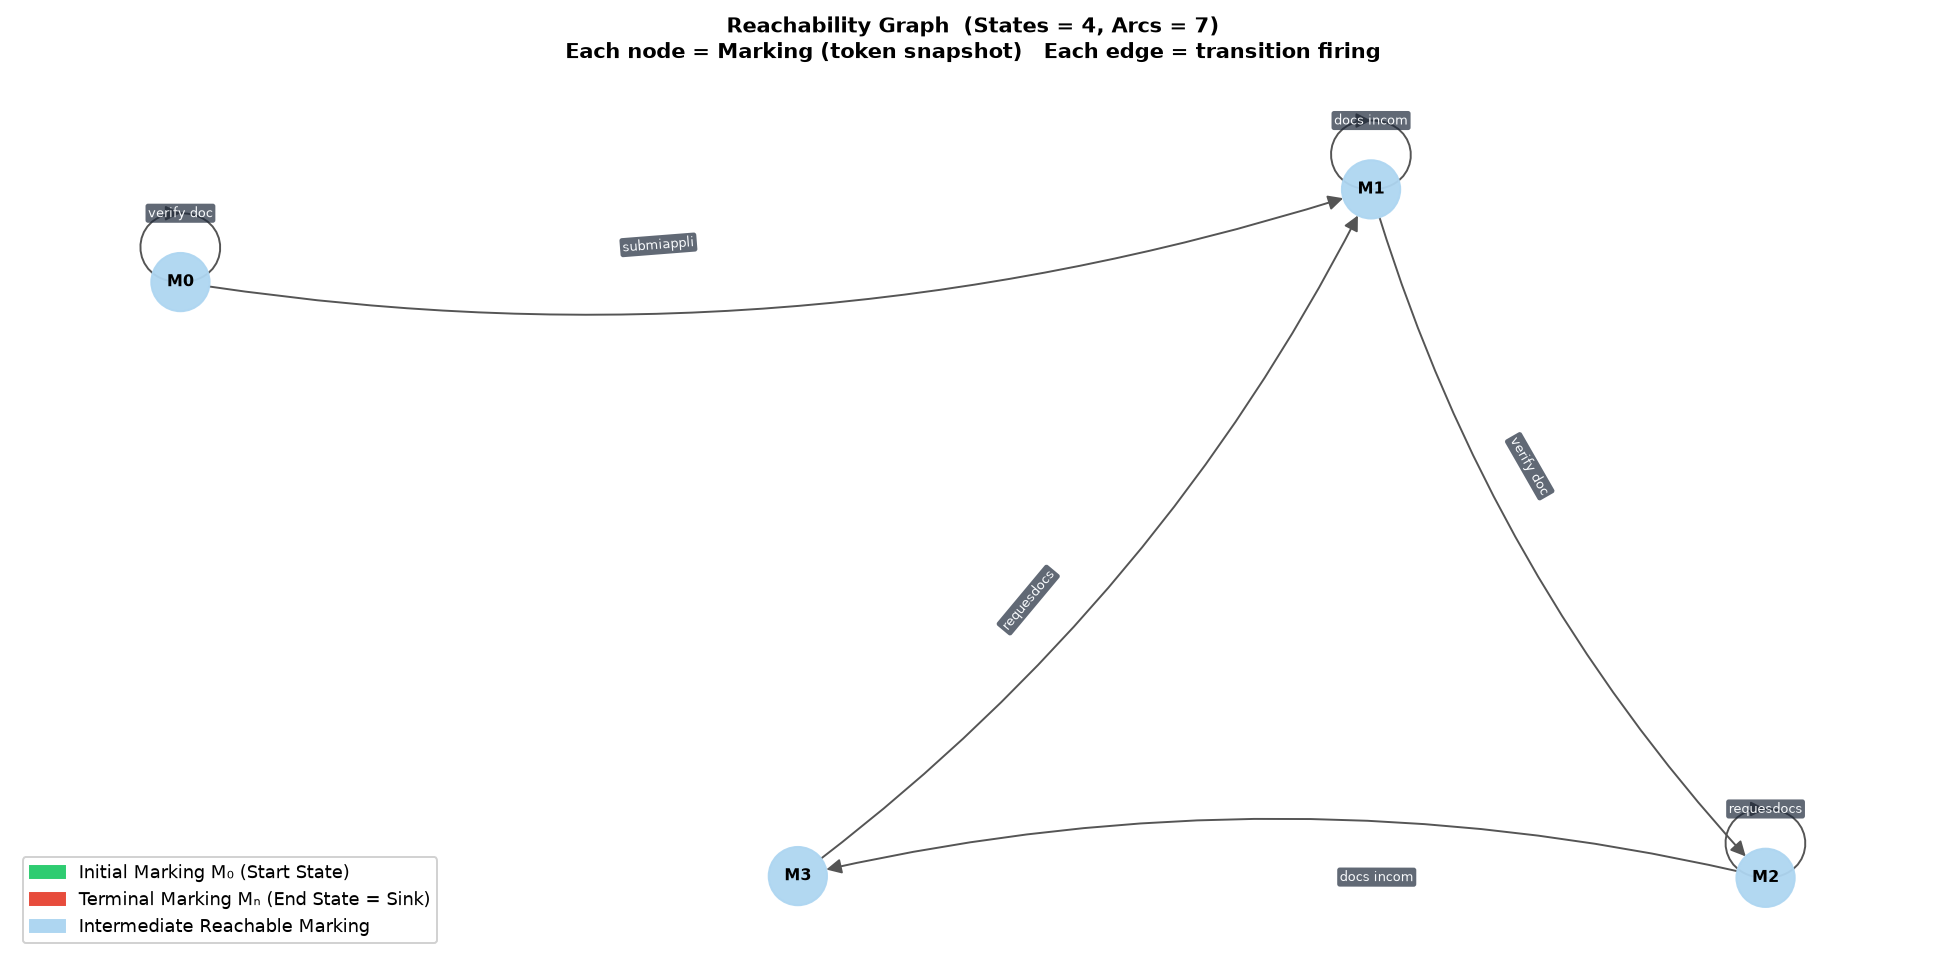 Reachability Graph  (States = 4, Arcs = 7)
Each node = Marking (token snapshot)   Each edge = transition firing
docs incom
M1
verify doc
submiappli
M0
verify doc
requesdocs
requesdocs
docs incom
M3
M2
Initial Marking M₀ (Start State)
Terminal Marking Mₙ (End State = Sink)
Intermediate Reachable Marking